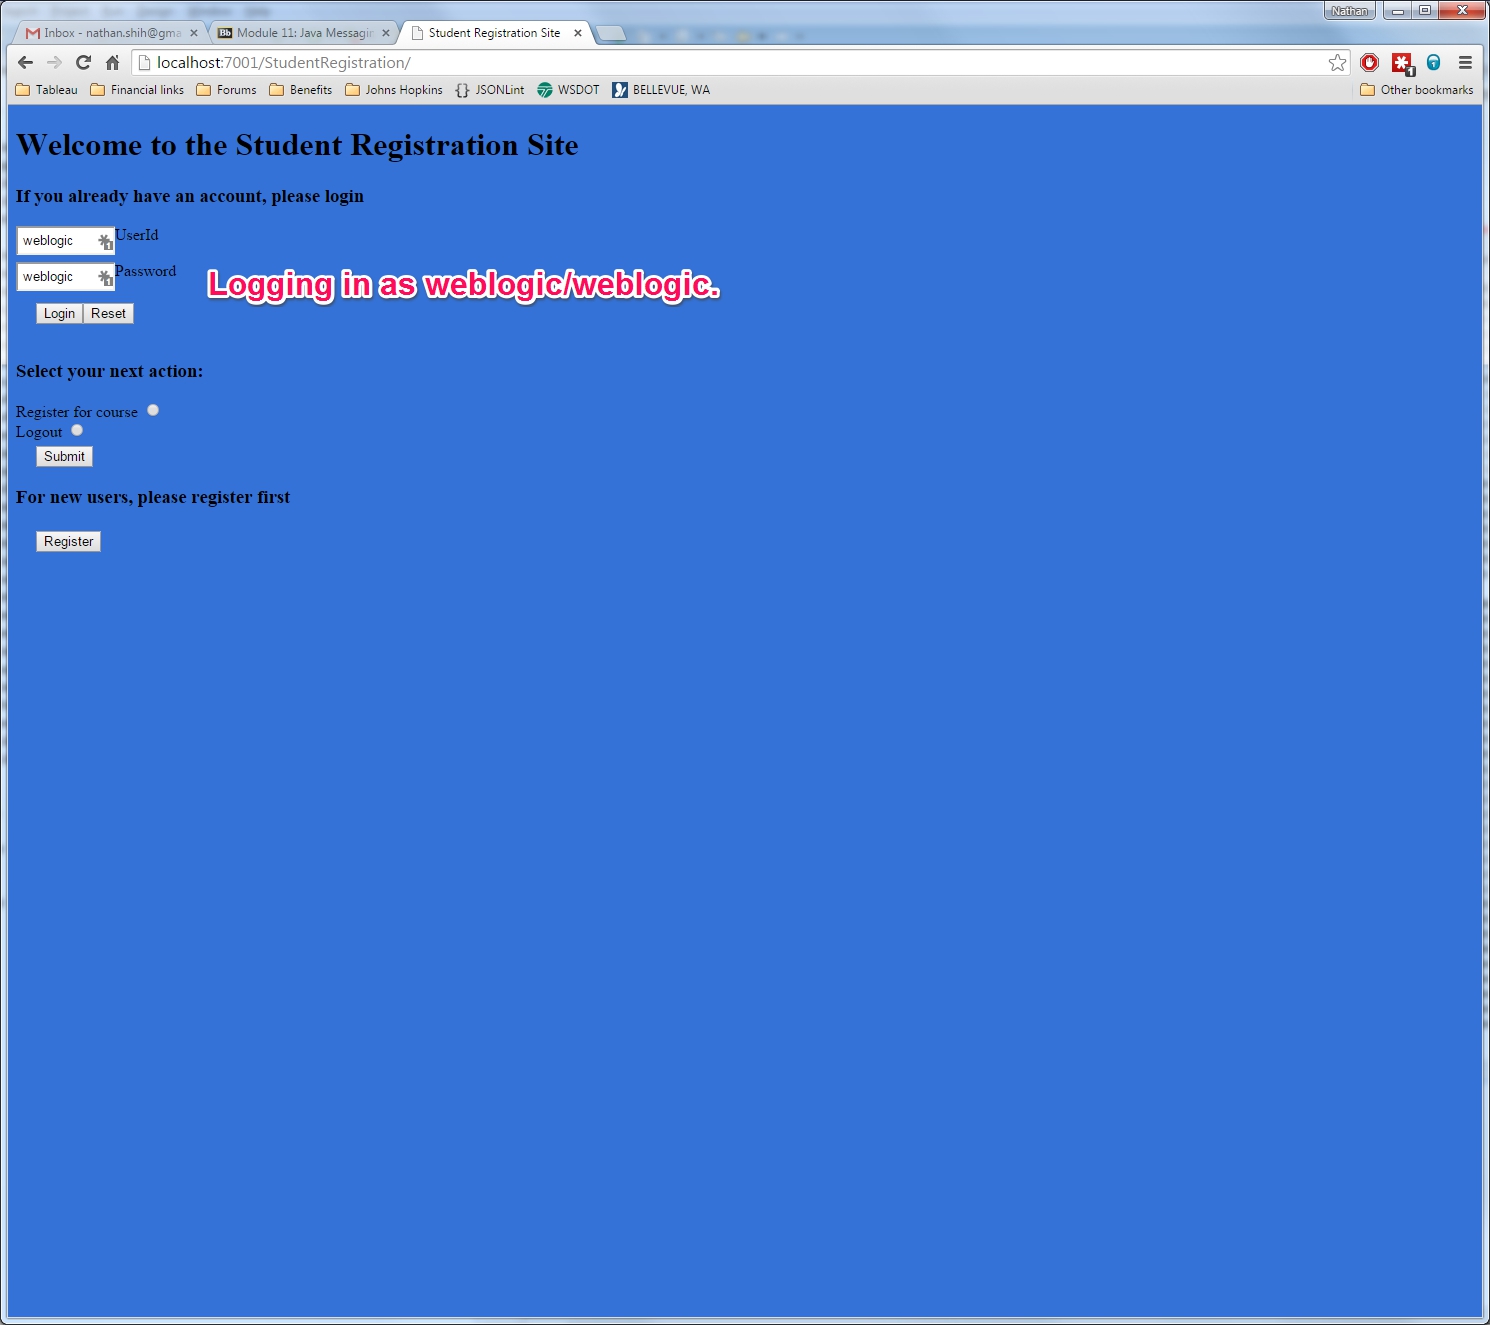 Nathan
Inbox - nathan.shih@gma
Module 11: Java Messagin
Student Registration Site
localhost:7001/StudentRegistration/
1
Tableau
Financial links
Forums
Benefits
Johns Hopkins
{} JSONLint
WSDOT
BELLEVUE, WA
Other bookmarks
Welcome to the Student Registration Site
If you already have an account, please login
weblogic 1 UserId
weblogic 1 Password
Logging in as weblogic/weblogic.
Login Reset
Select your next action:
Register for course
Logout
Submit
For new users, please register first
Register